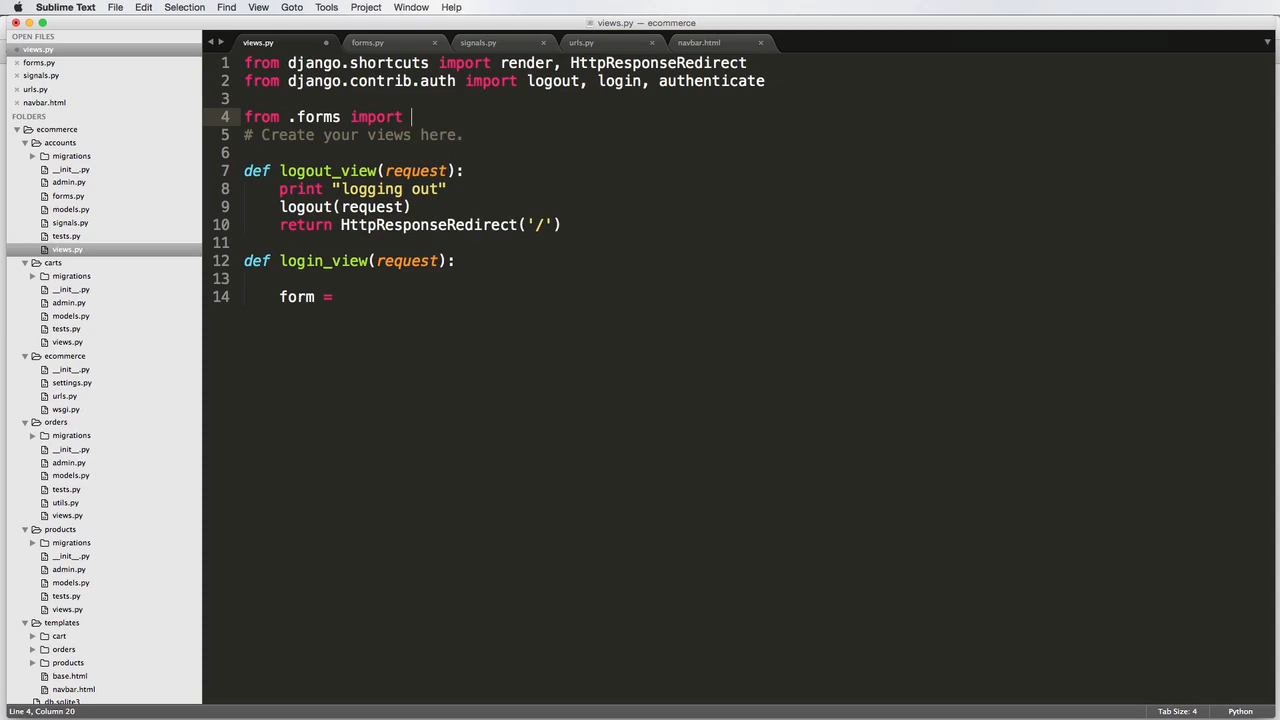 Sublime Text File Edit Selection Find View Goto Tools Project Window Help
views.py — ecommerce
OPEN FILES
views.py
forms.py
signals.py
urls.py
navbar.html
FOLDERS
ecommerce
accounts
migrations
__init__.py
admin.py
forms.py
models.py
signals.py
tests.py
views.py
carts
migrations
__init__.py
admin.py
models.py
tests.py
views.py
ecommerce
__init__.py
settings.py
urls.py
wsgi.py
orders
migrations
__init__.py
admin.py
models.py
tests.py
utils.py
views.py
products
migrations
__init__.py
admin.py
models.py
tests.py
views.py
templates
cart
orders
products
base.html
navbar.html
db.sqlite3
views.py forms.py signals.py urls.py navbar.html
1 from django.shortcuts import render, HttpResponseRedirect
2 from django.contrib.auth import logout, login, authenticate
3
4 from .forms import
5 # Create your views here.
6
7 def logout_view(request):
8 print "logging out"
9 logout(request)
10 return HttpResponseRedirect('/')
11
12 def login_view(request):
13
14 form =
Line 4, Column 20 Tab Size: 4 Python